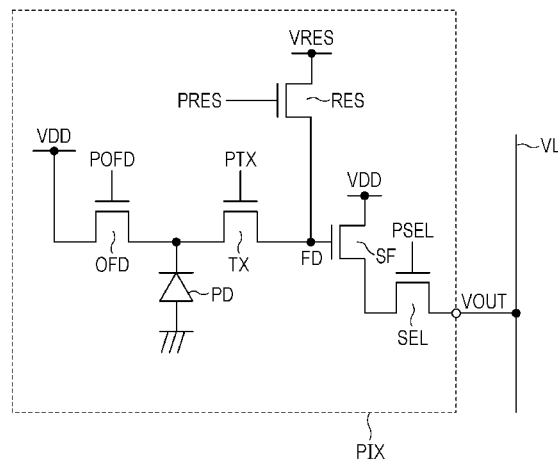 VRES
PRES
RES
VL
VDD
POFD
PTX
VDD
PSEL
OFD
TX
FD
SF
PD
VOUT
SEL
PIX